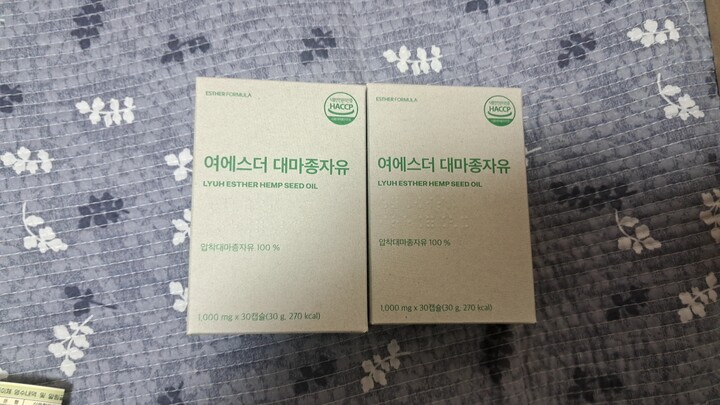 ESTHER FORMULA
HACCP
여에스더 대마종자유
LYUH ESTHER HEMP SEED OIL
압착대마종자유 100 %
1,000 mg x 30캡슐(30 g, 270 kcal)
ESTHER FORMULA
HACCP
여에스더 대마종자유
LYUH ESTHER HEMP SEED OIL
압착대마종자유 100 %
1,000 mg x 30캡슐(30 g, 270 kcal)